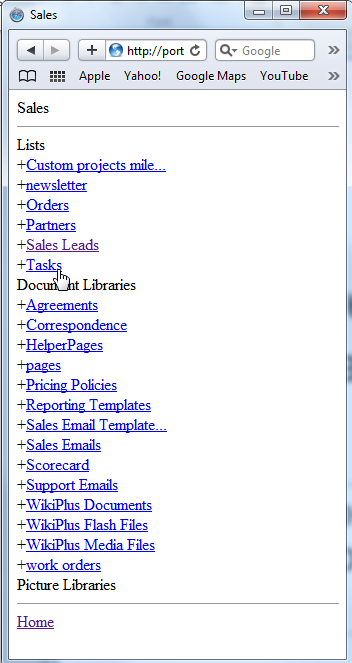 Sales
http://port
Google
Apple Yahoo! Google Maps YouTube
Sales
Lists
+Custom projects mile...
+newsletter
+Orders
+Partners
+Sales Leads
+Tasks
Document Libraries
+Agreements
+Correspondence
+HelperPages
+pages
+Pricing Policies
+Reporting Templates
+Sales Email Template...
+Sales Emails
+Scorecard
+Support Emails
+WikiPlus Documents
+WikiPlus Flash Files
+WikiPlus Media Files
+work orders
Picture Libraries
Home